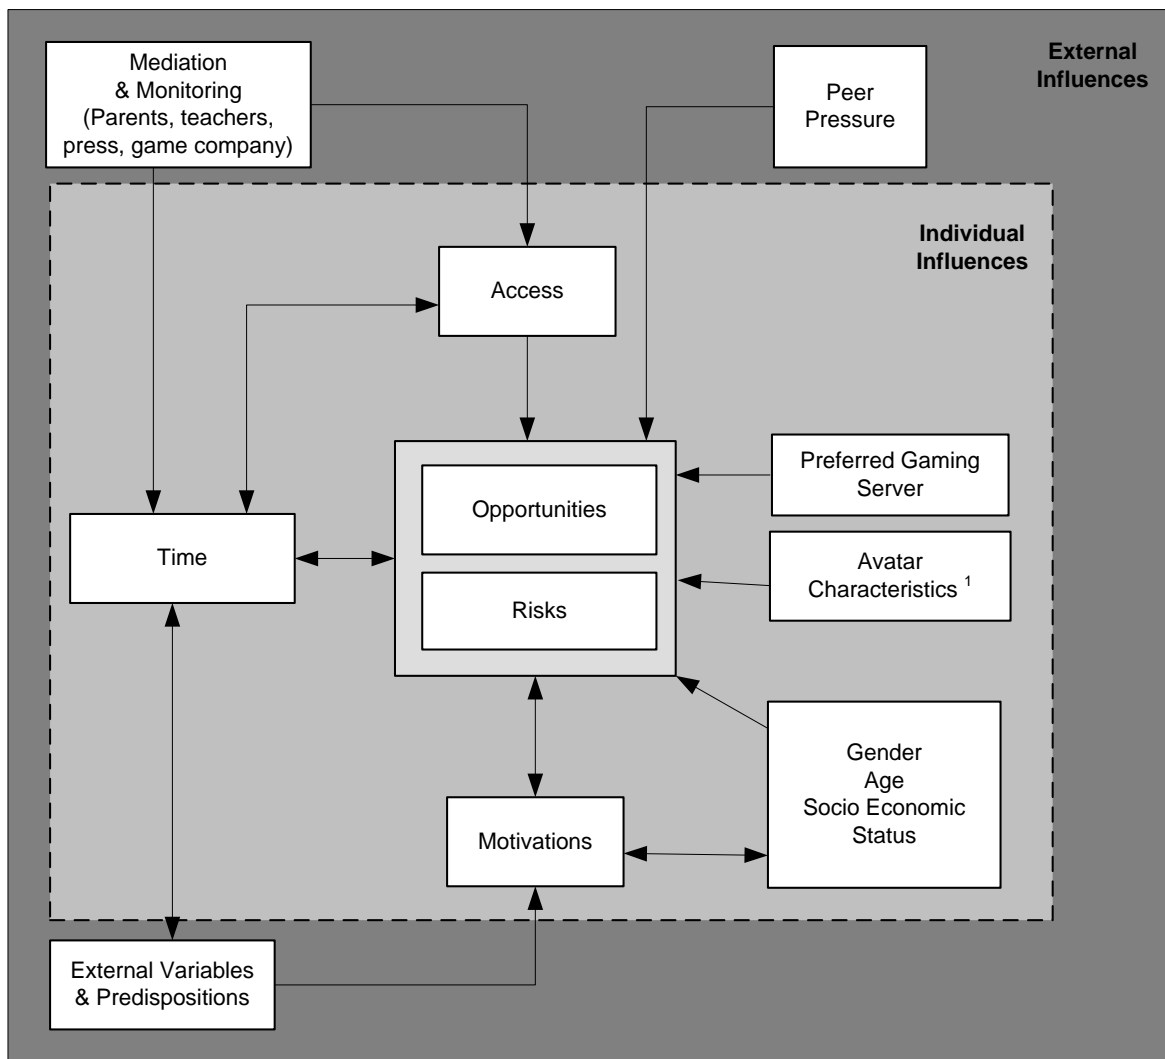 Mediation
& Monitoring
(Parents, teachers,
press, game company)
Peer
Pressure
External
Influences
Individual
Influences
Access
Opportunities
Risks
Time
Preferred Gaming
Server
Avatar
Characteristics ¹
Gender
Age
Socio Economic
Status
Motivations
External Variables
& Predispositions